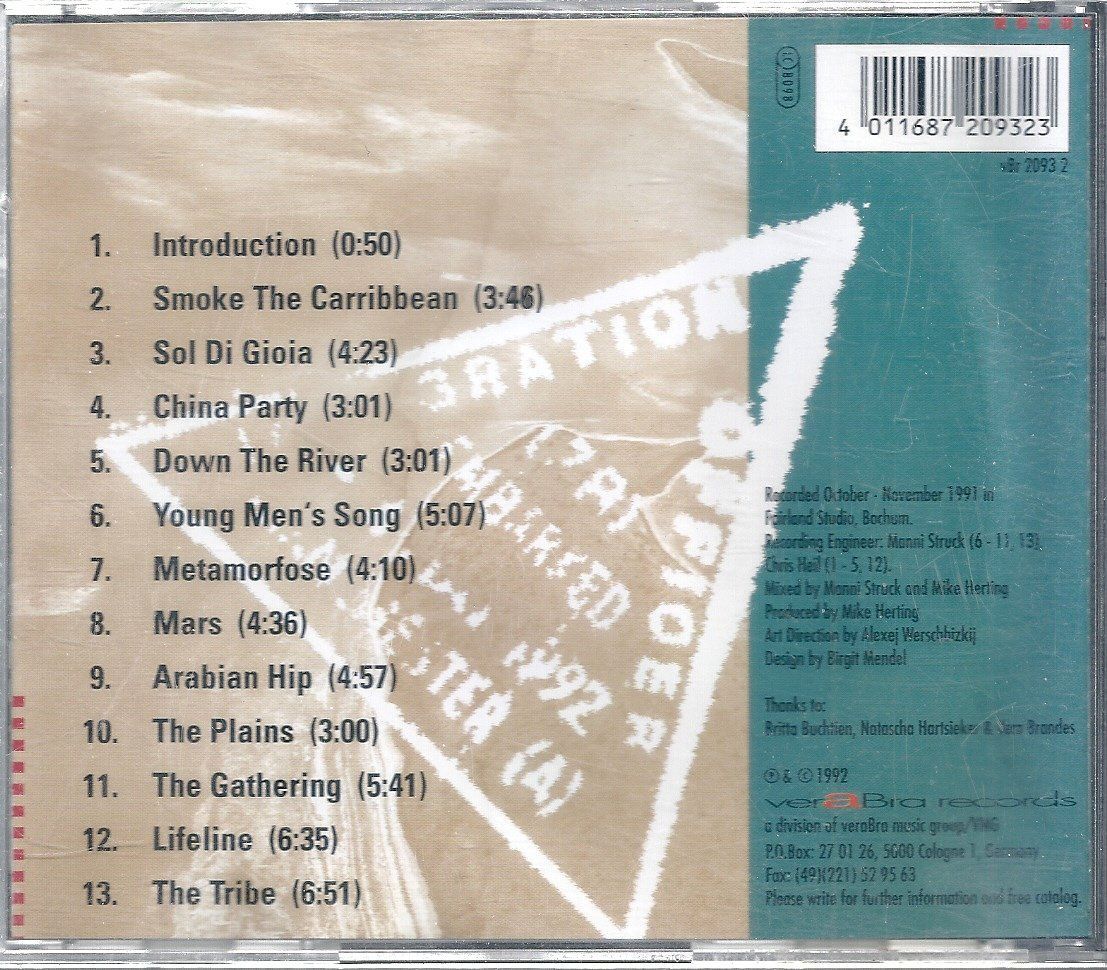 LC 8098
4 011687 209323
vBr 2093 2
1. Introduction (0:50)
2. Smoke The Carribbean (3:46)
3. Sol Di Gioia (4:23)
4. China Party (3:01)
5. Down The River (3:01)
6. Young Men's Song (5:07)
7. Metamorfose (4:10)
8. Mars (4:36)
9. Arabian Hip (4:57)
10. The Plains (3:00)
11. The Gathering (5:41)
12. Lifeline (6:35)
13. The Tribe (6:51)
Recorded October - November 1991 in
Fairland Studio, Bochum.
Recording Engineer: Manni Struck (6 - 11, 13),
Chris Heil (1 - 5, 12).
Mixed by Manni Struck and Mike Herting
Produced by Mike Herting
Art Direction by Alexej Werschbizkij
Design by Birgit Mendel
Thanks to:
Britta Buchtien, Natascha Hartsieker & Vera Brandes
℗ & © 1992
veraBra records
a division of veraBra music group/VMG
P.O.Box: 27 01 26, 5000 Cologne 1, Germany
Fax: (49)(221) 52 95 63
Please write for further information and free catalog.
1992